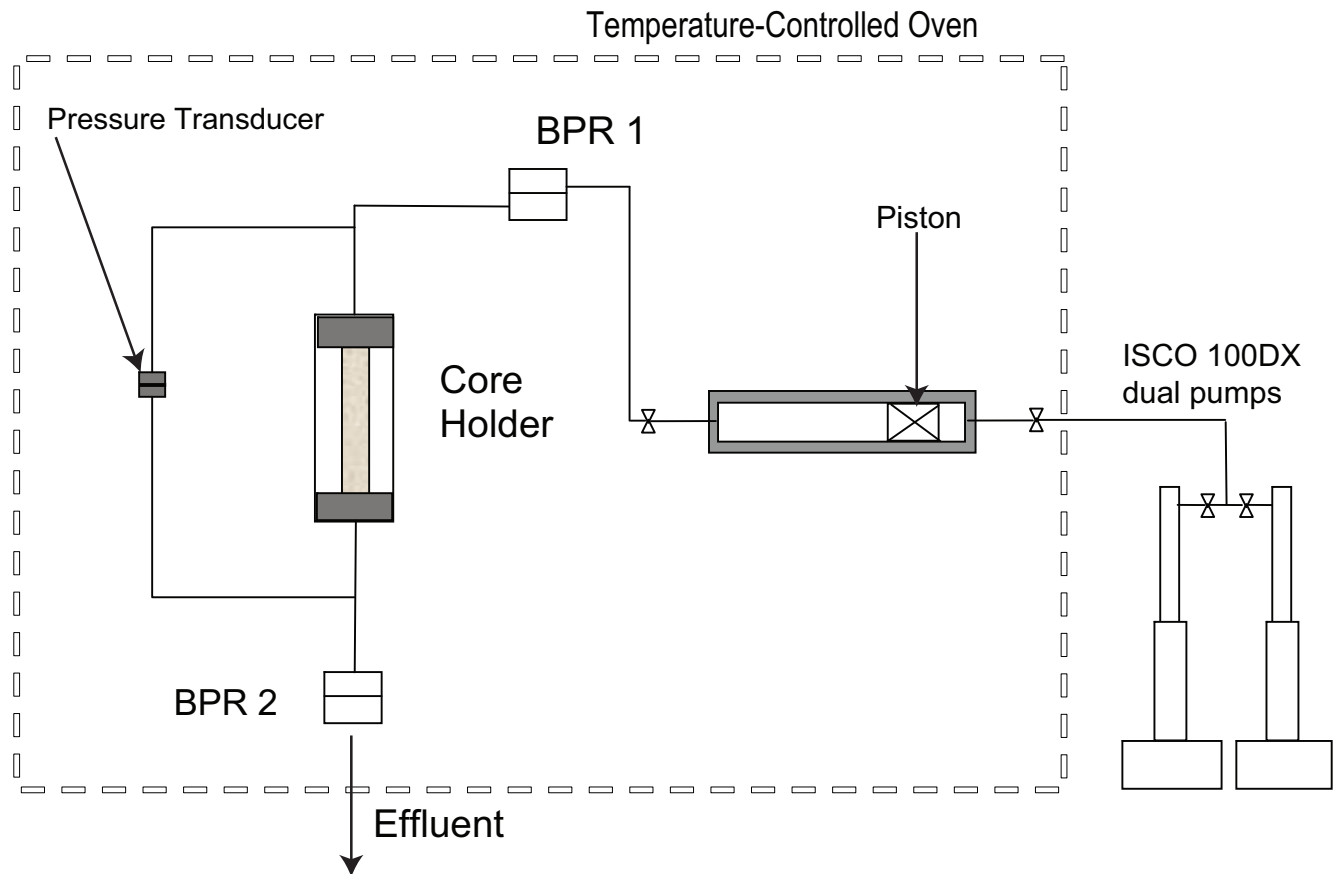 Temperature-Controlled Oven
Pressure Transducer
BPR 1
Piston
ISCO 100DX
dual pumps
Core
Holder
BPR 2
Effluent